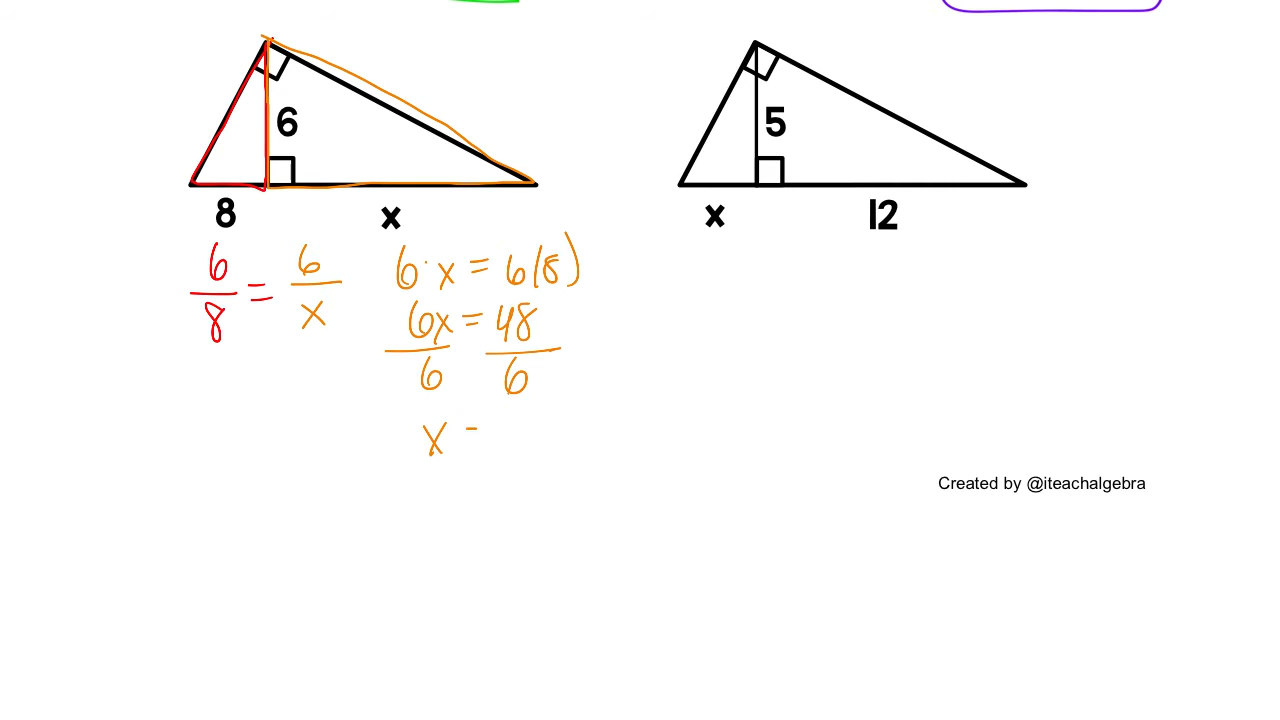 6 5
8 x x 12
6/8 = 6/x 6 · x = 6(8)
6x = 48
6 6
x =
Created by @iteachalgebra